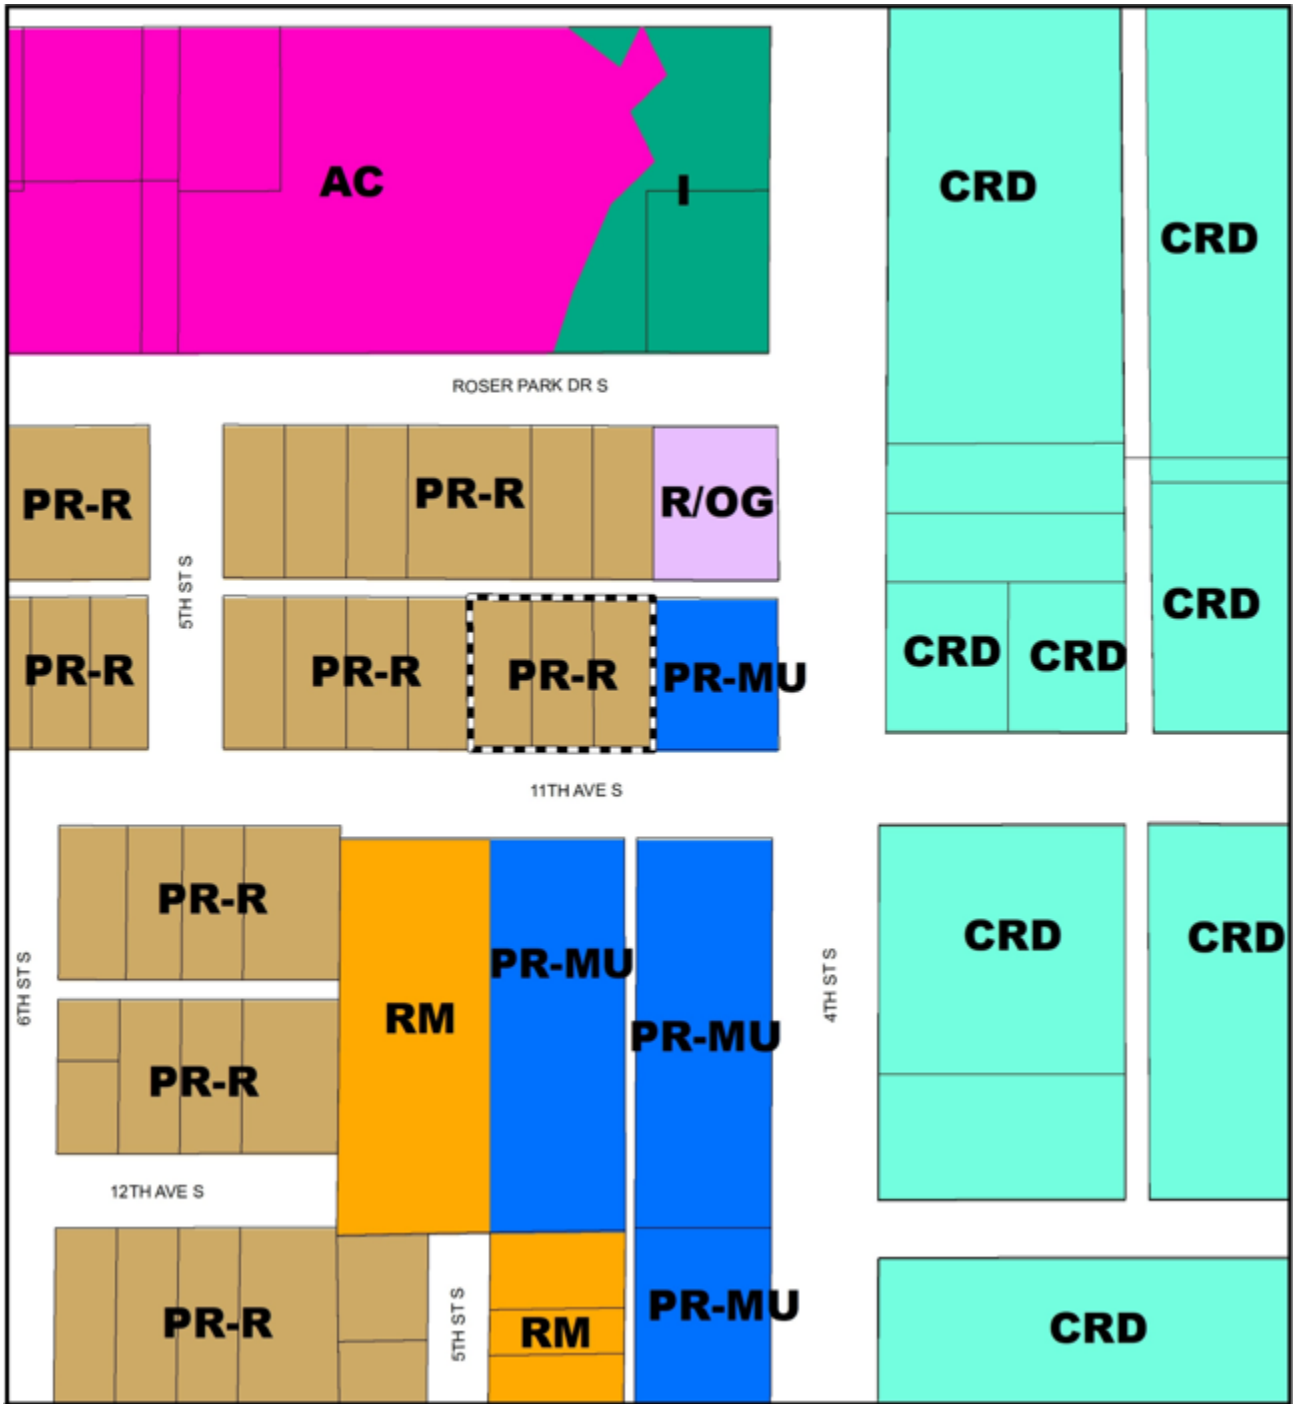 AC
I
CRD
CRD
ROSER PARK DR S
PR-R
PR-R
R/OG
5TH ST S
PR-R
PR-R
PR-R
PR-MU
CRD
CRD
CRD
11TH AVE S
PR-R
PR-MU
CRD
CRD
6TH ST S
RM
PR-MU
4TH ST S
PR-R
12TH AVE S
PR-R
5TH ST S
RM
PR-MU
CRD